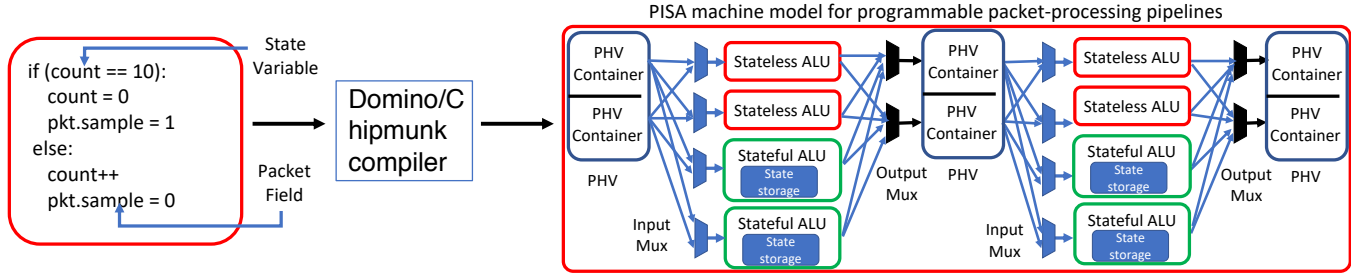 PISA machine model for programmable packet-processing pipelines
State
Variable
if (count == 10):
count = 0
pkt.sample = 1
else:
count++
pkt.sample = 0
Packet
Field
Domino/C
hipmunk
compiler
PHV
Container
PHV
Container
PHV
Input
Mux
Stateless ALU
Stateless ALU
Stateful ALU
State
storage
Stateful ALU
State
storage
Output
Mux
PHV
Container
PHV
Container
PHV
Input
Mux
Stateless ALU
Stateless ALU
Stateful ALU
State
storage
Stateful ALU
State
storage
Output
Mux
PHV
Container
PHV
Container
PHV